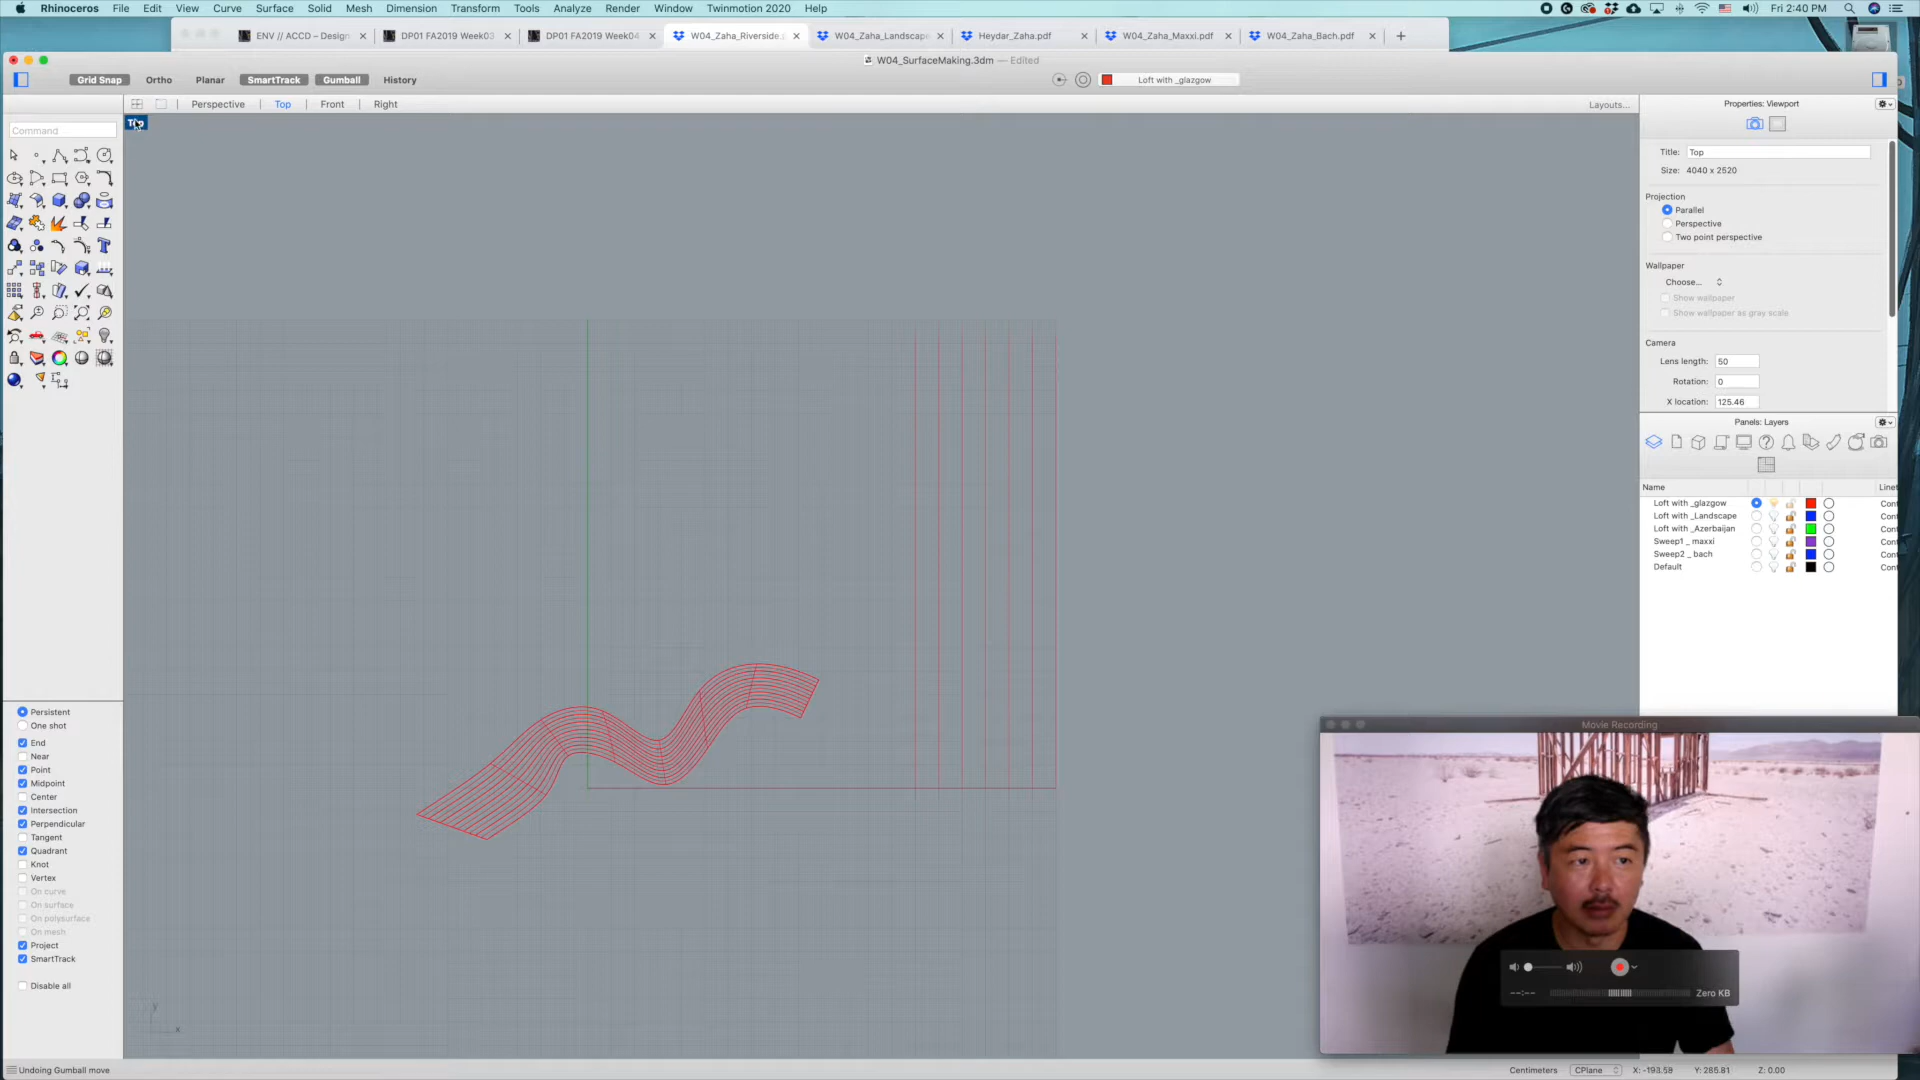 Rhinoceros File Edit View Curve Surface Solid Mesh Dimension Transform Tools Analyze Render Window Twinmotion 2020 Help Fri 2:40 PM
ENV // ACCD – Design DP01 FA2019 Week03 DP01 FA2019 Week04 W04_Zaha_Riverside. W04_Zaha_Landscape Heydar_Zaha.pdf W04_Zaha_Maxxi.pdf W04_Zaha_Bach.pdf
W04_SurfaceMaking.3dm — Edited
Grid Snap Ortho Planar SmartTrack Gumball History Loft with _glazgow
Perspective Top Front Right Layouts...
Command
Properties: Viewport
Title: Top
Size: 4040 x 2520
Projection
Parallel
Perspective
Two point perspective
Wallpaper
Choose...
Show wallpaper
Show wallpaper as gray scale
Camera
Lens length: 50
Rotation: 0
X location: 125.46
Panels: Layers
Name Linet
Loft with _glazgow Cont
Loft with _Landscape Cont
Loft with _Azerbaijan Cont
Sweep1 _ maxxi Cont
Sweep2 _ bach Cont
Default Cont
Persistent
One shot
End
Near
Point
Midpoint
Center
Intersection
Perpendicular
Tangent
Quadrant
Knot
Vertex
On curve
On surface
On polysurface
On mesh
Project
SmartTrack
Disable all
y
x
Movie Recording
--:-- Zero KB
Undoing Gumball move Centimeters CPlane X: -193.59 Y: 285.81 Z: 0.00